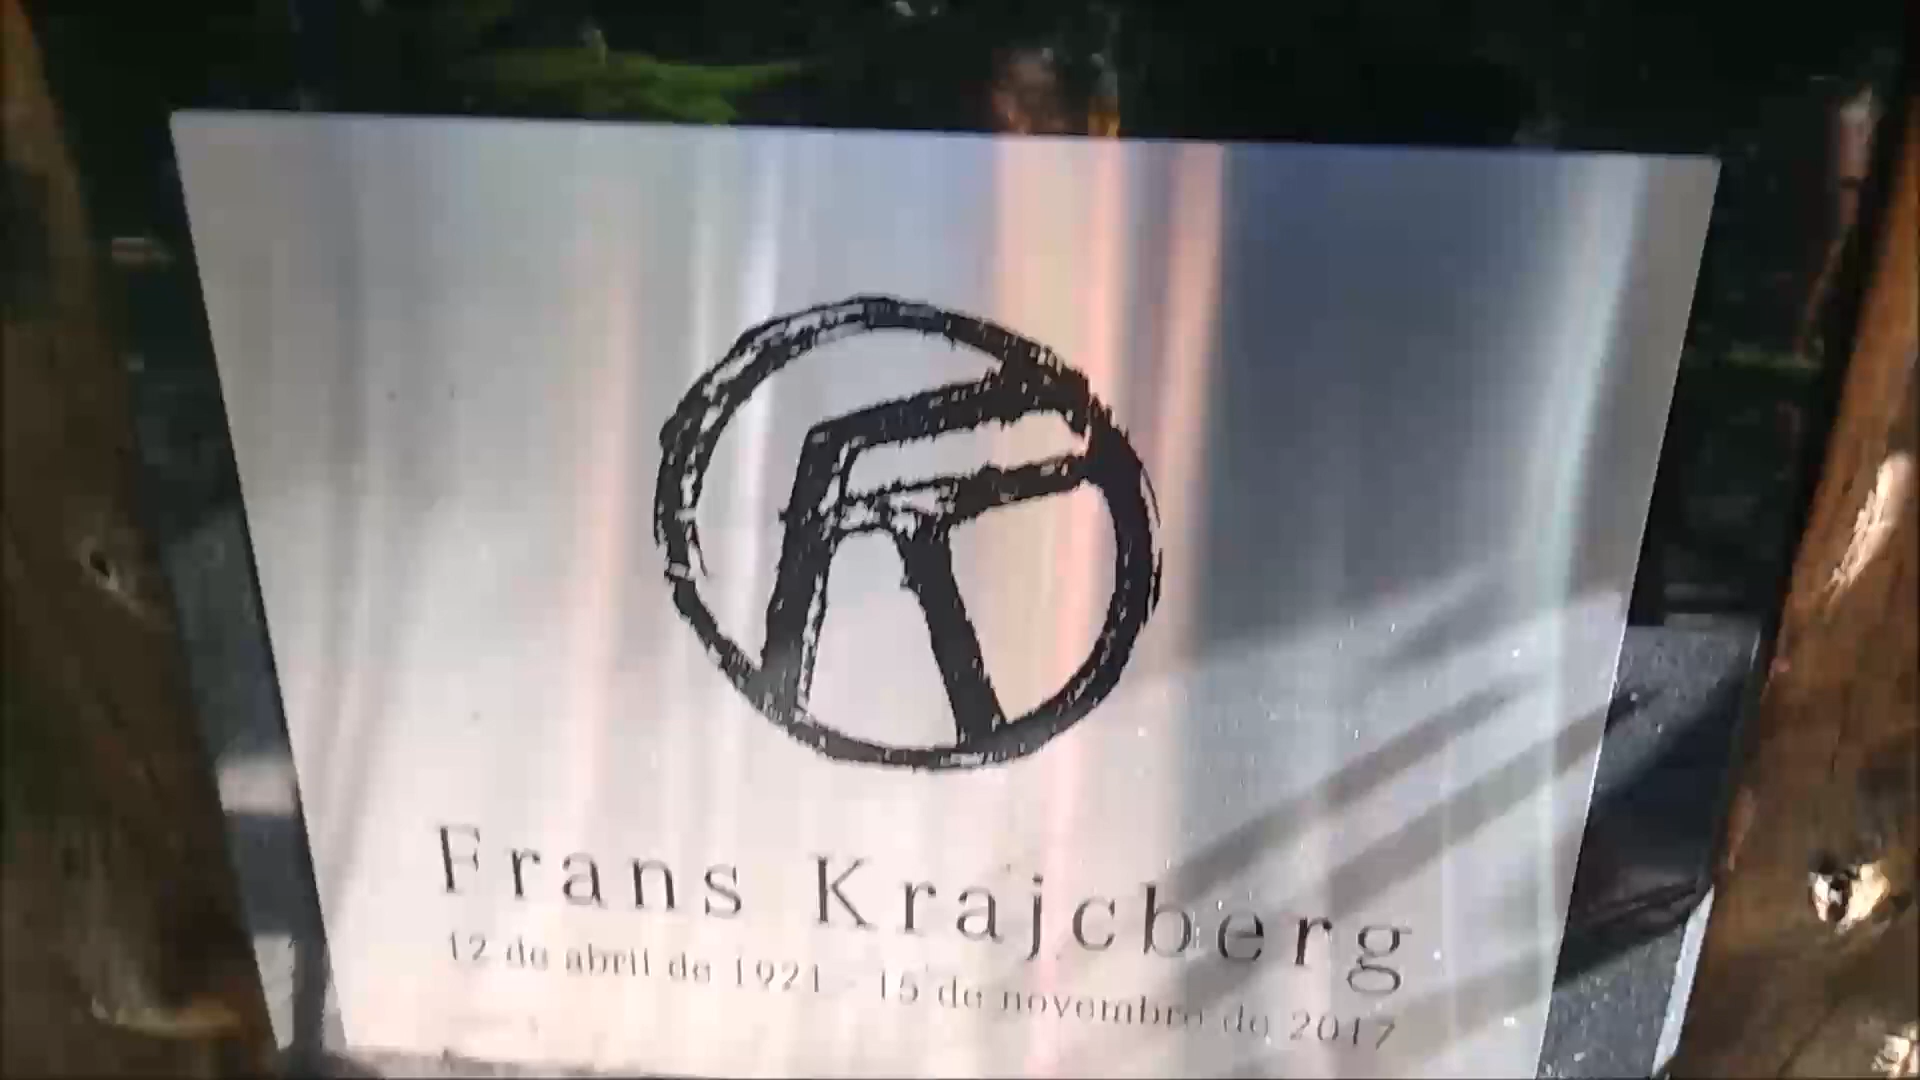 Frans Krajcberg
12 de abril de 1921 - 15 de novembro de 2017